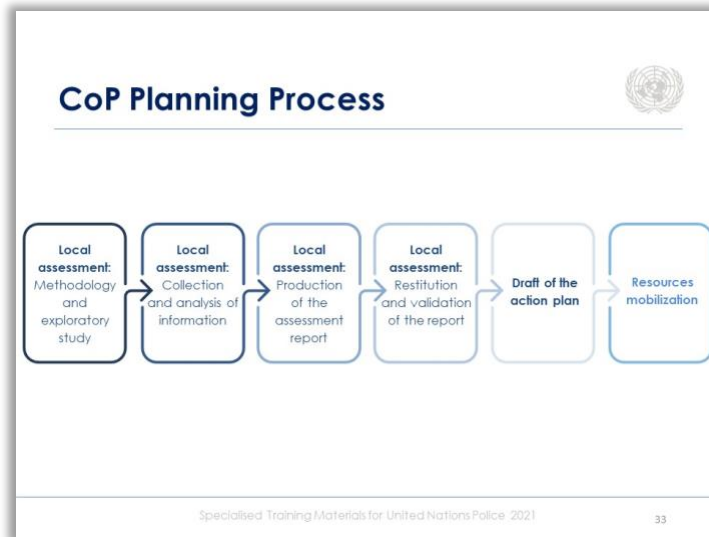 CoP Planning Process
Local
assessment:
Methodology
and
exploratory
study
Local
assessment:
Collection
and analysis of
information
Local
assessment:
Production
of the
assessment
report
Local
assessment:
Restitution
and validation
of the report
Draft of the
action plan
Resources
mobilization
Specialised Training Materials for United Nations Police 2021
33